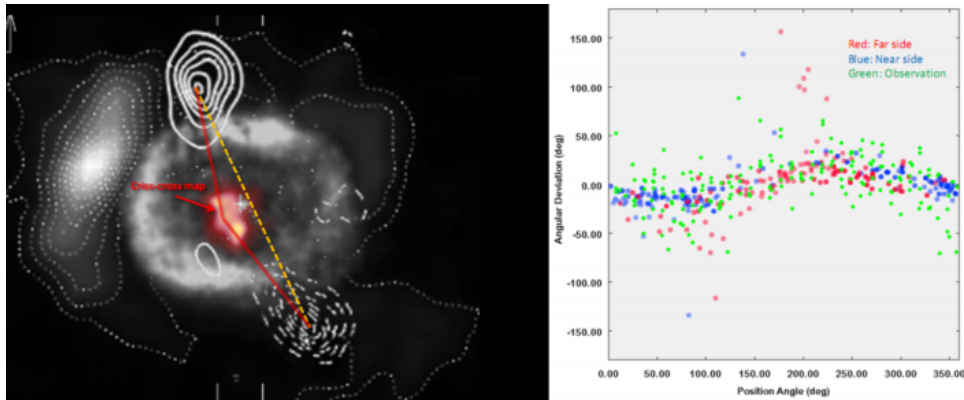 Criss-cross map
Red: Far side
Blue: Near side
Green: Observation
Angular Deviation (deg)
150.00
100.00
50.00
0.00
-50.00
-100.00
-150.00
0.00 50.00 100.00 150.00 200.00 250.00 300.00 350.00
Position Angle (deg)